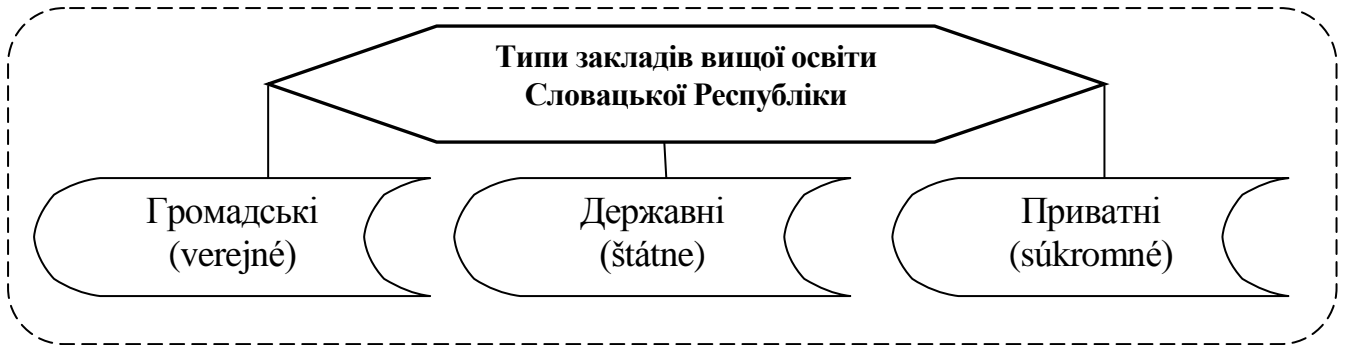 Типи закладів вищої освіти
Словацької Республіки
Громадські
(verejné)
Державні
(štátne)
Приватні
(súkromné)